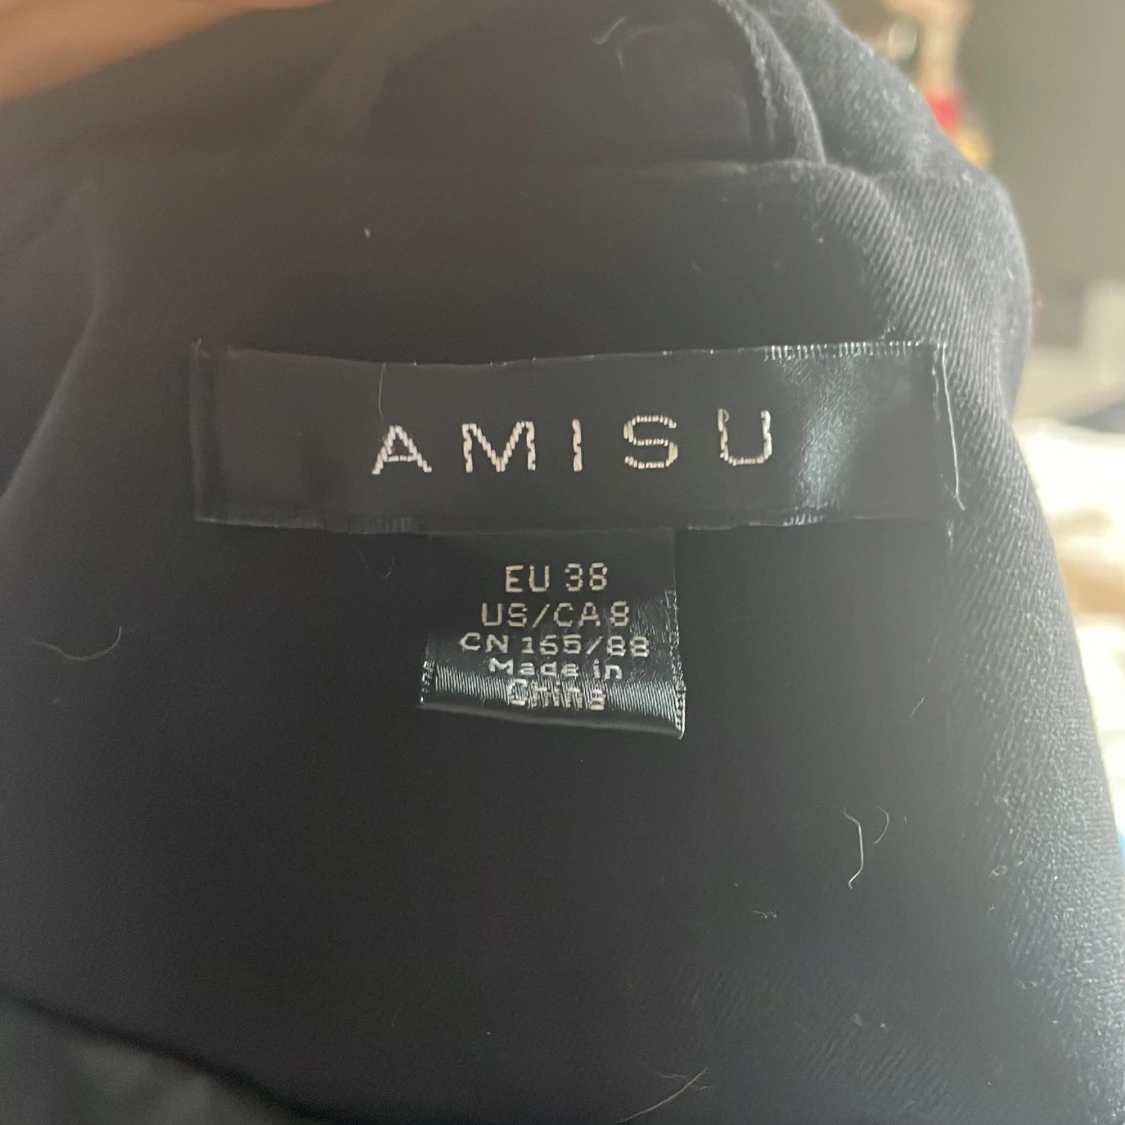 AMISU
EU 38
US/CA 8
CN 165/88
Made in
China